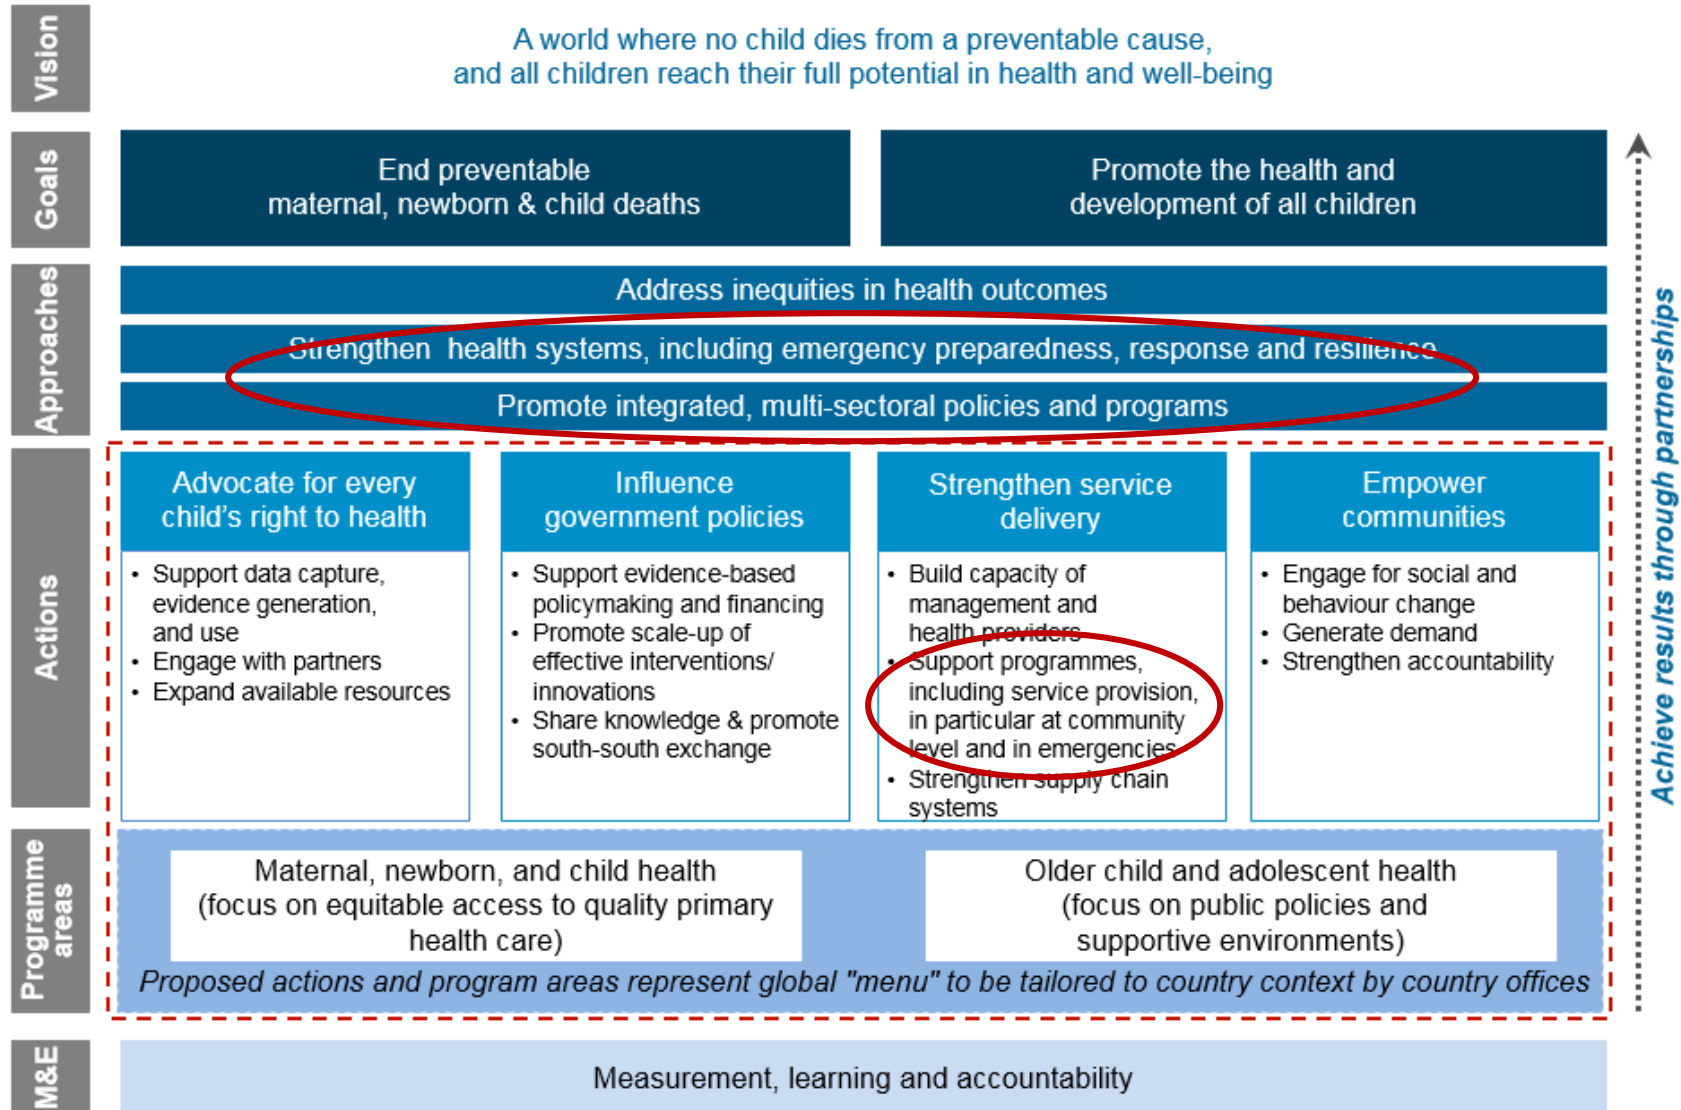 Vision
A world where no child dies from a preventable cause,
and all children reach their full potential in health and well-being
Goals
End preventable
maternal, newborn & child deaths
Promote the health and
development of all children
Approaches
Address inequities in health outcomes
Strengthen health systems, including emergency preparedness, response and resilience
Promote integrated, multi-sectoral policies and programs
Actions
Advocate for every
child's right to health
• Support data capture,
evidence generation,
and use
• Engage with partners
• Expand available resources
Influence
government policies
• Support evidence-based
policymaking and financing
• Promote scale-up of
effective interventions/
innovations
• Share knowledge & promote
south-south exchange
Strengthen service
delivery
• Build capacity of
management and
health providers
• Support programmes,
including service provision,
in particular at community
level and in emergencies
• Strengthen supply chain
systems
Empower
communities
• Engage for social and
behaviour change
• Generate demand
• Strengthen accountability
Programme
areas
Maternal, newborn, and child health
(focus on equitable access to quality primary
health care)
Older child and adolescent health
(focus on public policies and
supportive environments)
Proposed actions and program areas represent global "menu" to be tailored to country context by country offices
M&E
Measurement, learning and accountability
Achieve results through partnerships